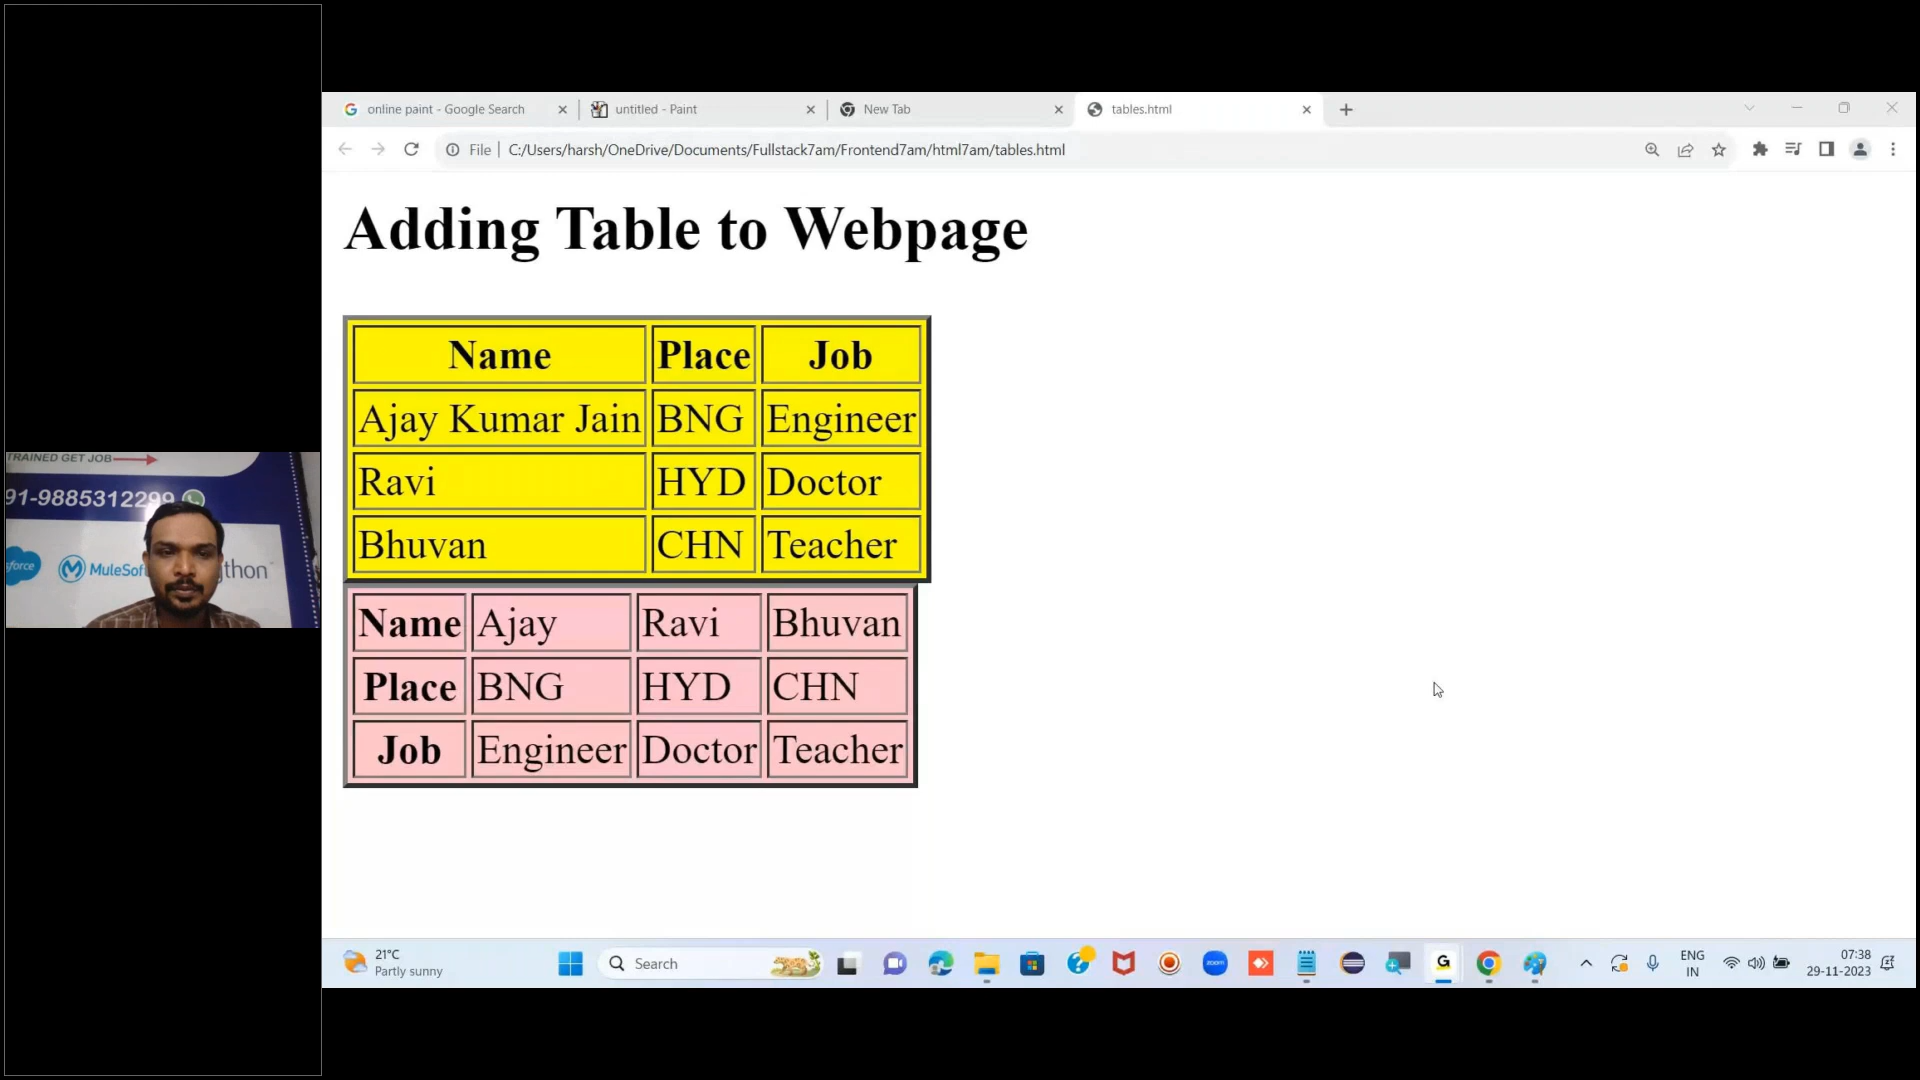 online paint - Google Search
untitled - Paint
New Tab
tables.html
File
C:/Users/harsh/OneDrive/Documents/Fullstack7am/Frontend7am/html7am/tables.html
Adding Table to Webpage
Name Place Job
Ajay Kumar Jain BNG Engineer
Ravi HYD Doctor
Bhuvan CHN Teacher
Name Ajay Ravi Bhuvan
Place BNG HYD CHN
Job Engineer Doctor Teacher
TRAINED GET JOB
91-9885312299
force MuleSoft thon
21°C
Partly sunny
Search
zoom
G
ENG
IN
07:38
29-11-2023